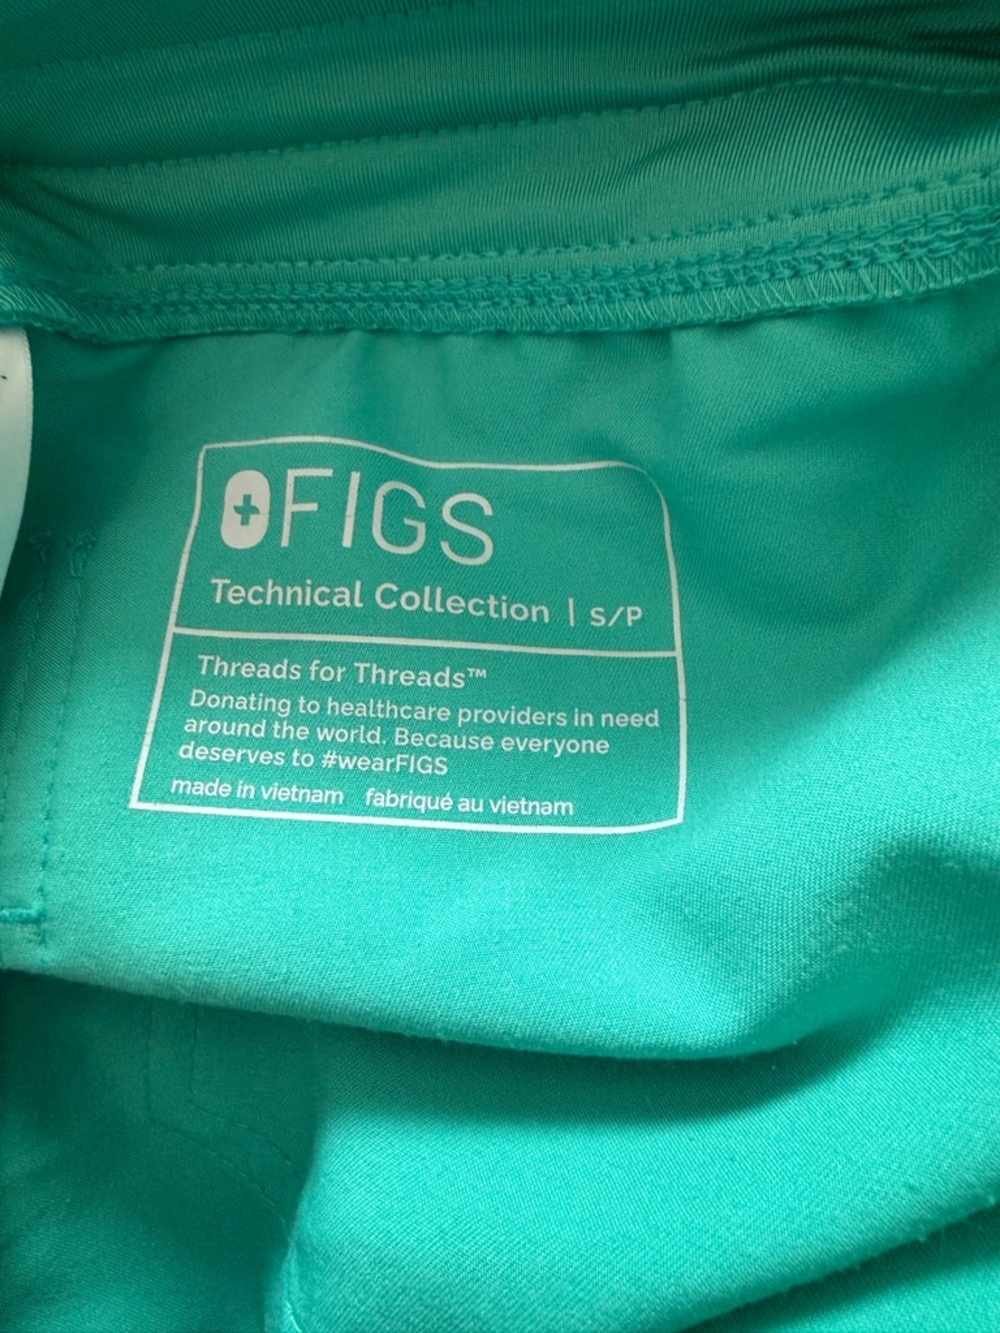 FIGS
Technical Collection | S/P
Threads for Threads™
Donating to healthcare providers in need
around the world. Because everyone
deserves to #wearFIGS
made in vietnam fabriqué au vietnam